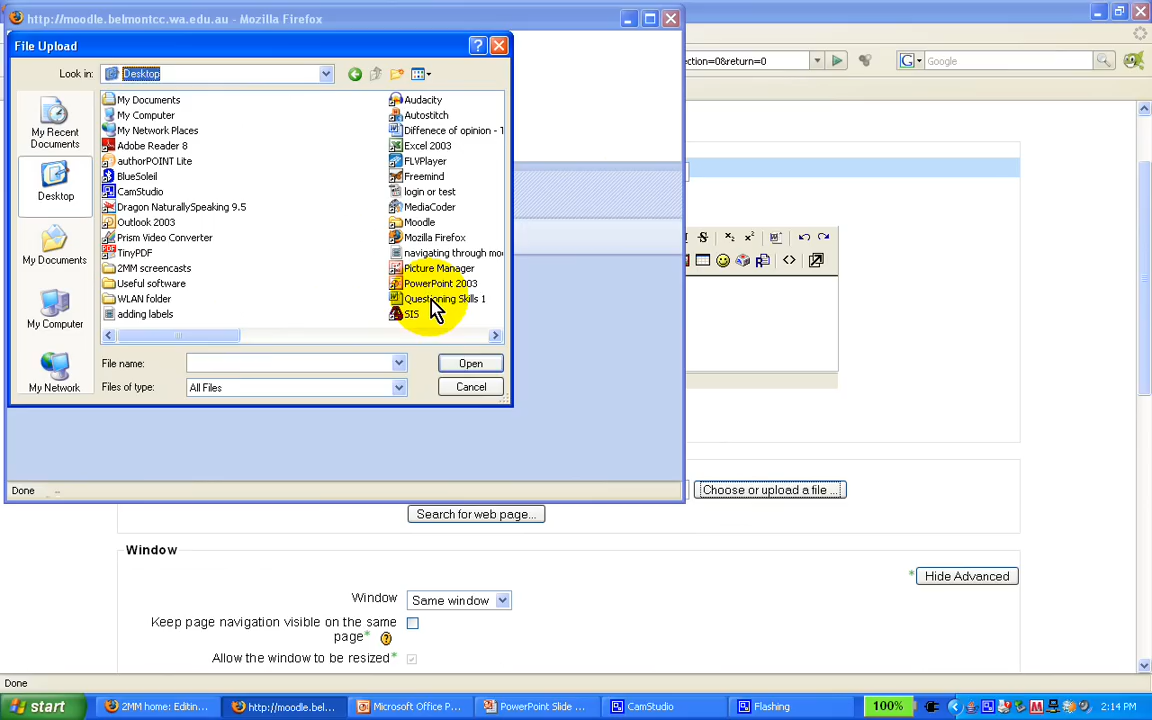 http://moodle.belmontcc.wa.edu.au - Mozilla Firefox
File Upload
Look in: Desktop
ection=0&return=0
G Google
My Recent Documents
Desktop
My Documents
My Computer
My Network
My Documents
My Computer
My Network Places
Adobe Reader 8
authorPOINT Lite
BlueSoleil
CamStudio
Dragon NaturallySpeaking 9.5
Outlook 2003
Prism Video Converter
TinyPDF
2MM screencasts
Useful software
WLAN folder
adding labels
Audacity
Autostitch
Diffenece of opinion - T
Excel 2003
FLVPlayer
Freemind
login or test
MediaCoder
Moodle
Mozilla Firefox
navigating through mo
Picture Manager
PowerPoint 2003
Questioning Skills 1
SIS
File name:
Open
Files of type: All Files
Cancel
Done
Choose or upload a file ...
Search for web page...
Window
* Hide Advanced
Window Same window
Keep page navigation visible on the same
page*
Allow the window to be resized*
Done
start
2MM home: Editin...
http://moodle.bel...
Microsoft Office P...
PowerPoint Slide ...
CamStudio
Flashing
100%
2:14 PM